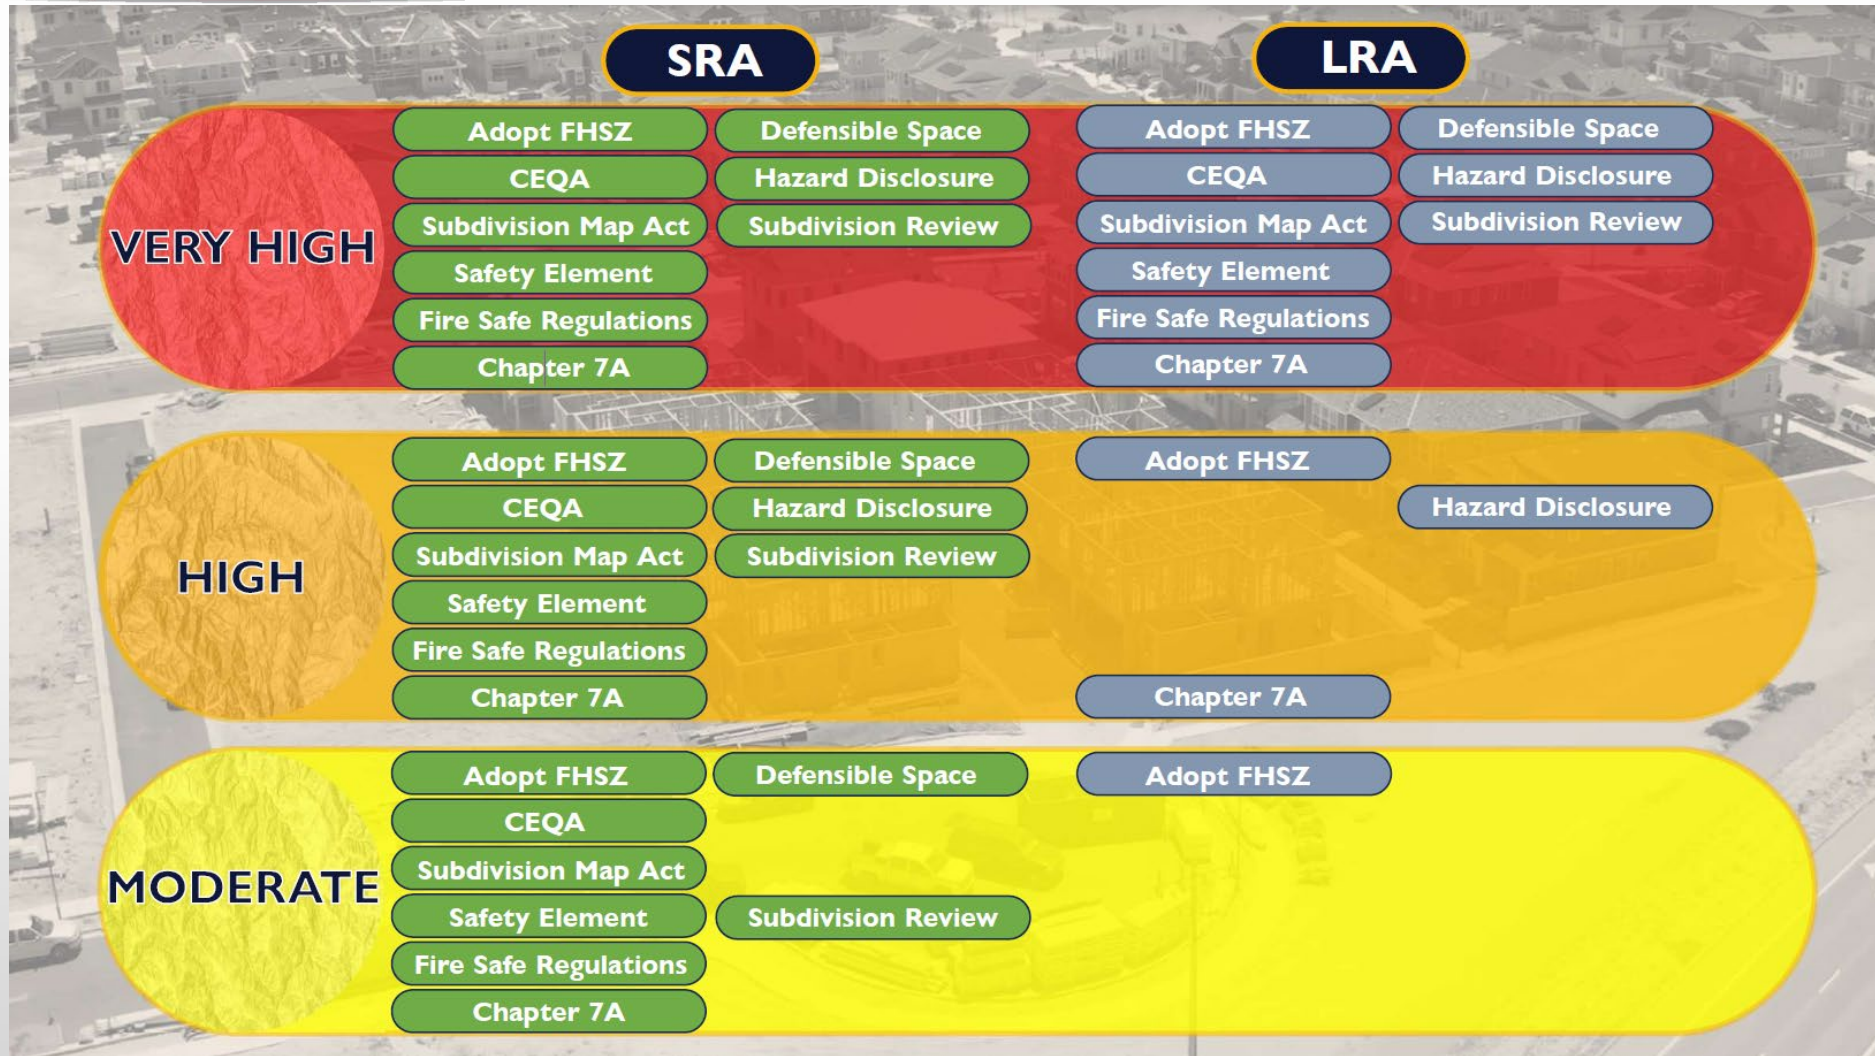 SRA
LRA
VERY HIGH
Adopt FHSZ
Defensible Space
CEQA
Hazard Disclosure
Subdivision Map Act
Subdivision Review
Safety Element
Fire Safe Regulations
Chapter 7A
Adopt FHSZ
Defensible Space
CEQA
Hazard Disclosure
Subdivision Map Act
Subdivision Review
Safety Element
Fire Safe Regulations
Chapter 7A
HIGH
Adopt FHSZ
Defensible Space
CEQA
Hazard Disclosure
Subdivision Map Act
Subdivision Review
Safety Element
Fire Safe Regulations
Chapter 7A
Adopt FHSZ
Hazard Disclosure
Chapter 7A
MODERATE
Adopt FHSZ
Defensible Space
CEQA
Subdivision Map Act
Safety Element
Subdivision Review
Fire Safe Regulations
Chapter 7A
Adopt FHSZ